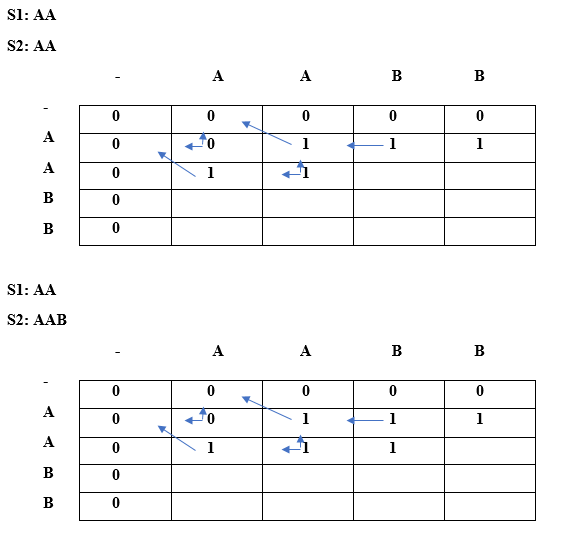 S1: AA
S2: AA
- A A B B
- 0 0 0 0 0
A 0 0 1 1 1
A 0 1 1
B 0
B 0
S1: AA
S2: AAB
- A A B B
- 0 0 0 0 0
A 0 0 1 1 1
A 0 1 1 1
B 0
B 0